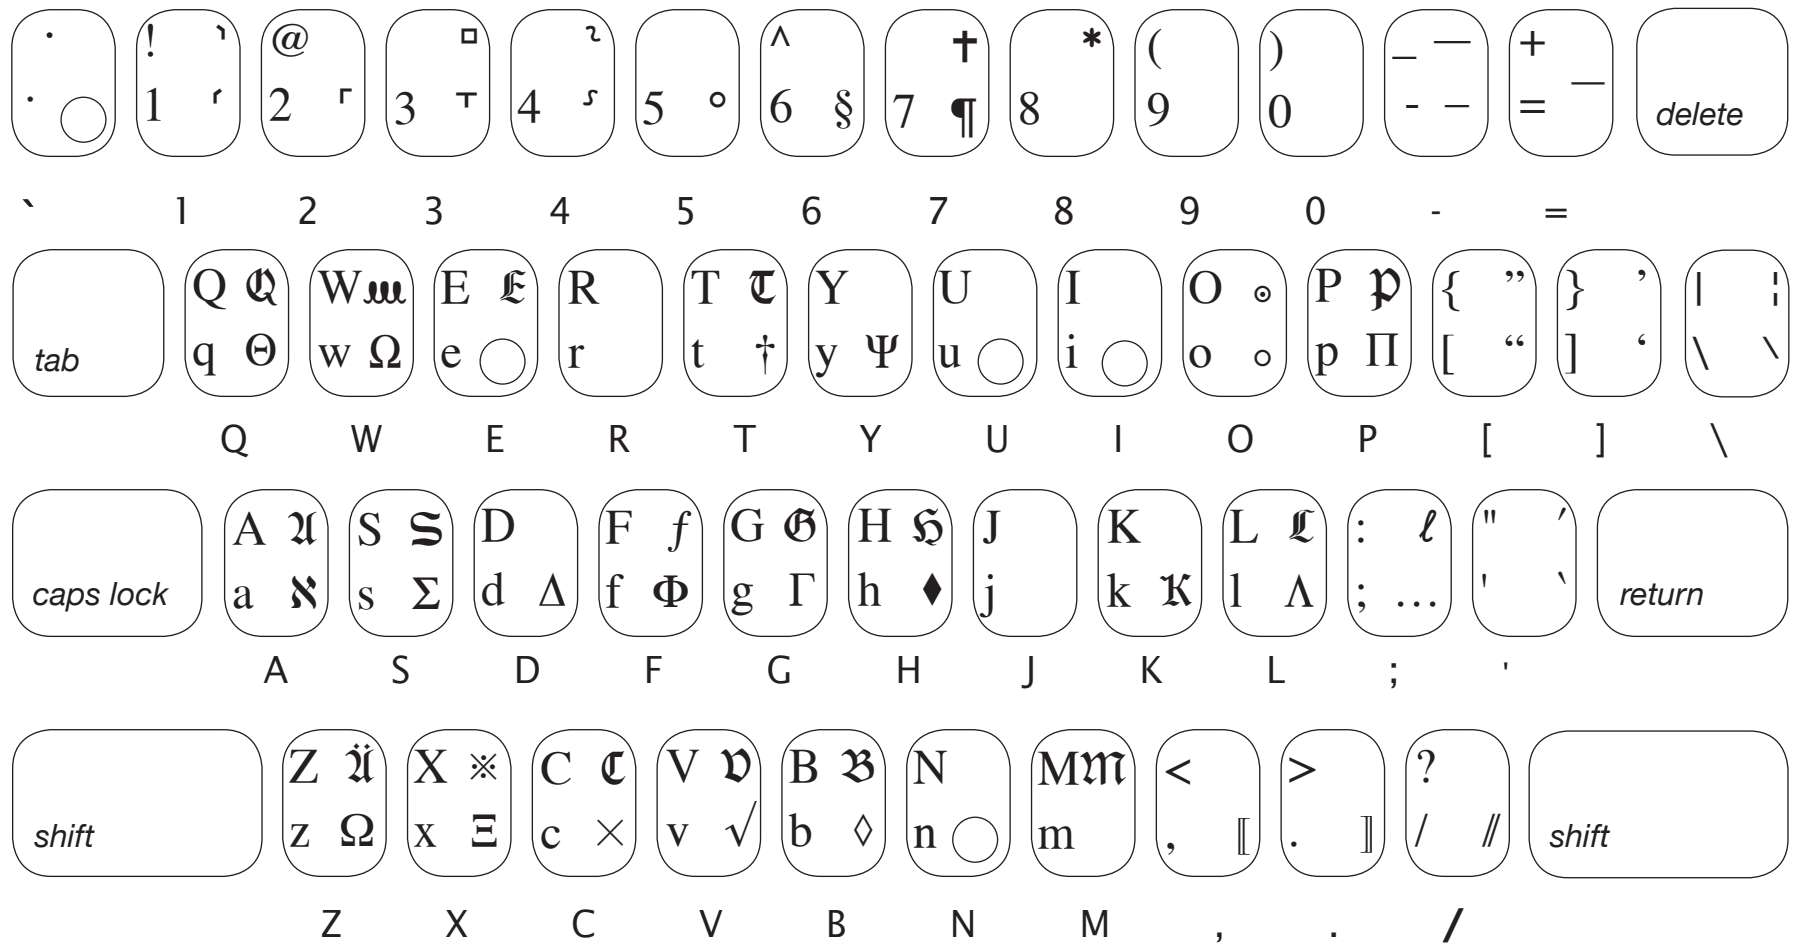 · ! ⸌ @ □ ˀ ^ ✝ * ( ) _ — + —
· 1 ⸍ 2 ⸀ 3 ⸆ 4 5 ° 6 § 7 ¶ 8 9 0 - – = delete
` 1 2 3 4 5 6 7 8 9 0 - =
Q 𝕼 W E 𝕰 R T 𝕿 Y U I O ⊙ P 𝕻 { ” } ’ | ¦
tab q Θ w Ω e r t † y Ψ u i o ○ p Π [ “ ] ‘ \ \
Q W E R T Y U I O P [ ] \
A 𝕬 S 𝕾 D F ƒ G 𝕲 H 𝕳 J K L 𝕷 : ℓ " ′
caps lock a ℵ s Σ d Δ f Φ g Γ h ♦ j k 𝕶 l Λ ; … ' ‵ return
A S D F G H J K L ; '
Z 𝕬̈ X ※ C 𝕮 V 𝖁 B 𝕭 N M 𝕸 < > ?
shift z Ω x Ξ c × v √ b ◊ n m , ⟦ . ⟧ / ⫽ shift
Z X C V B N M , . /